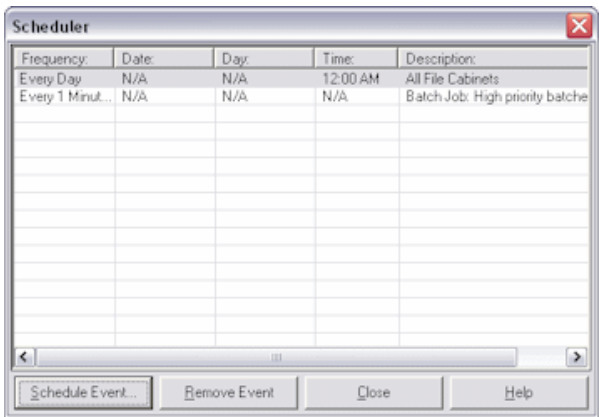 Scheduler
Frequency: Date: Day: Time: Description:
Every Day N/A N/A 12:00 AM All File Cabinets
Every 1 Minut... N/A N/A N/A Batch Job: High priority batche
Schedule Event... Remove Event Close Help